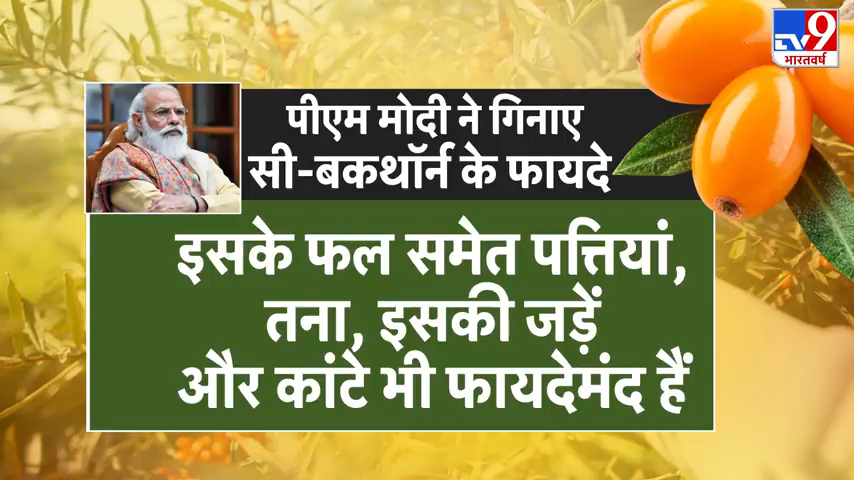 TV9
भारतवर्ष
पीएम मोदी ने गिनाए
सी-बकथॉर्न के फायदे
इसके फल समेत पत्तियां,
तना, इसकी जड़ें
और कांटे भी फायदेमंद हैं